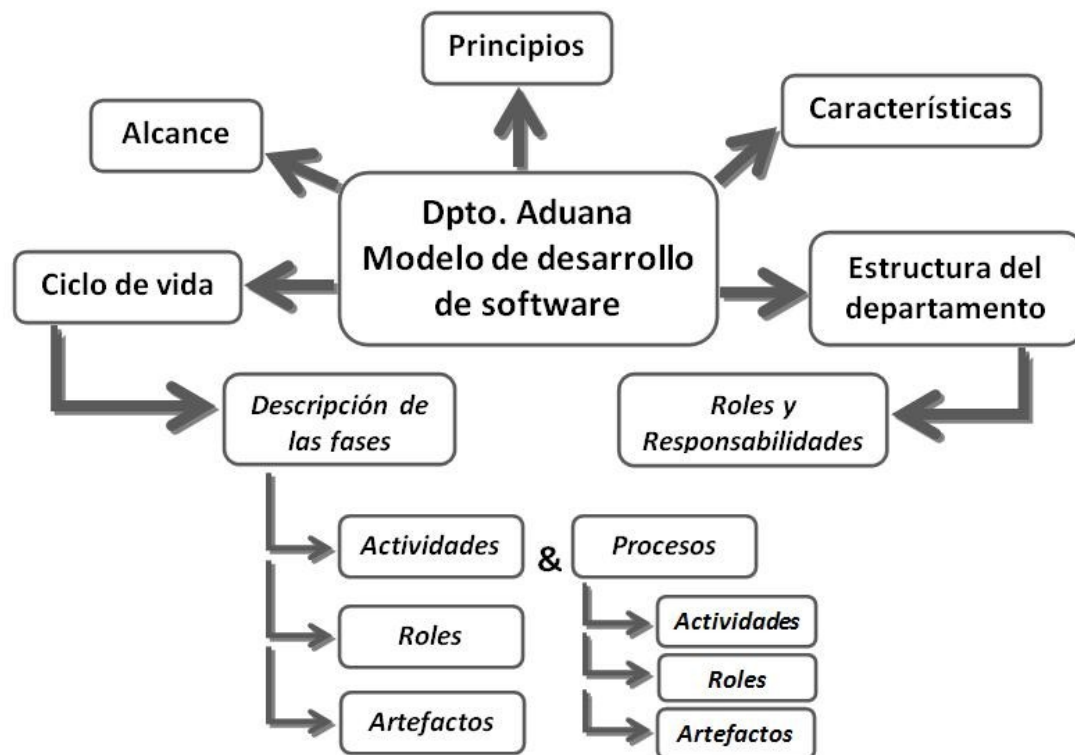 Principios
Alcance
Características
Dpto. Aduana
Modelo de desarrollo
de software
Ciclo de vida
Estructura del
departamento
Descripción de
las fases
Roles y
Responsabilidades
Actividades
&
Procesos
Actividades
Roles
Roles
Artefactos
Artefactos